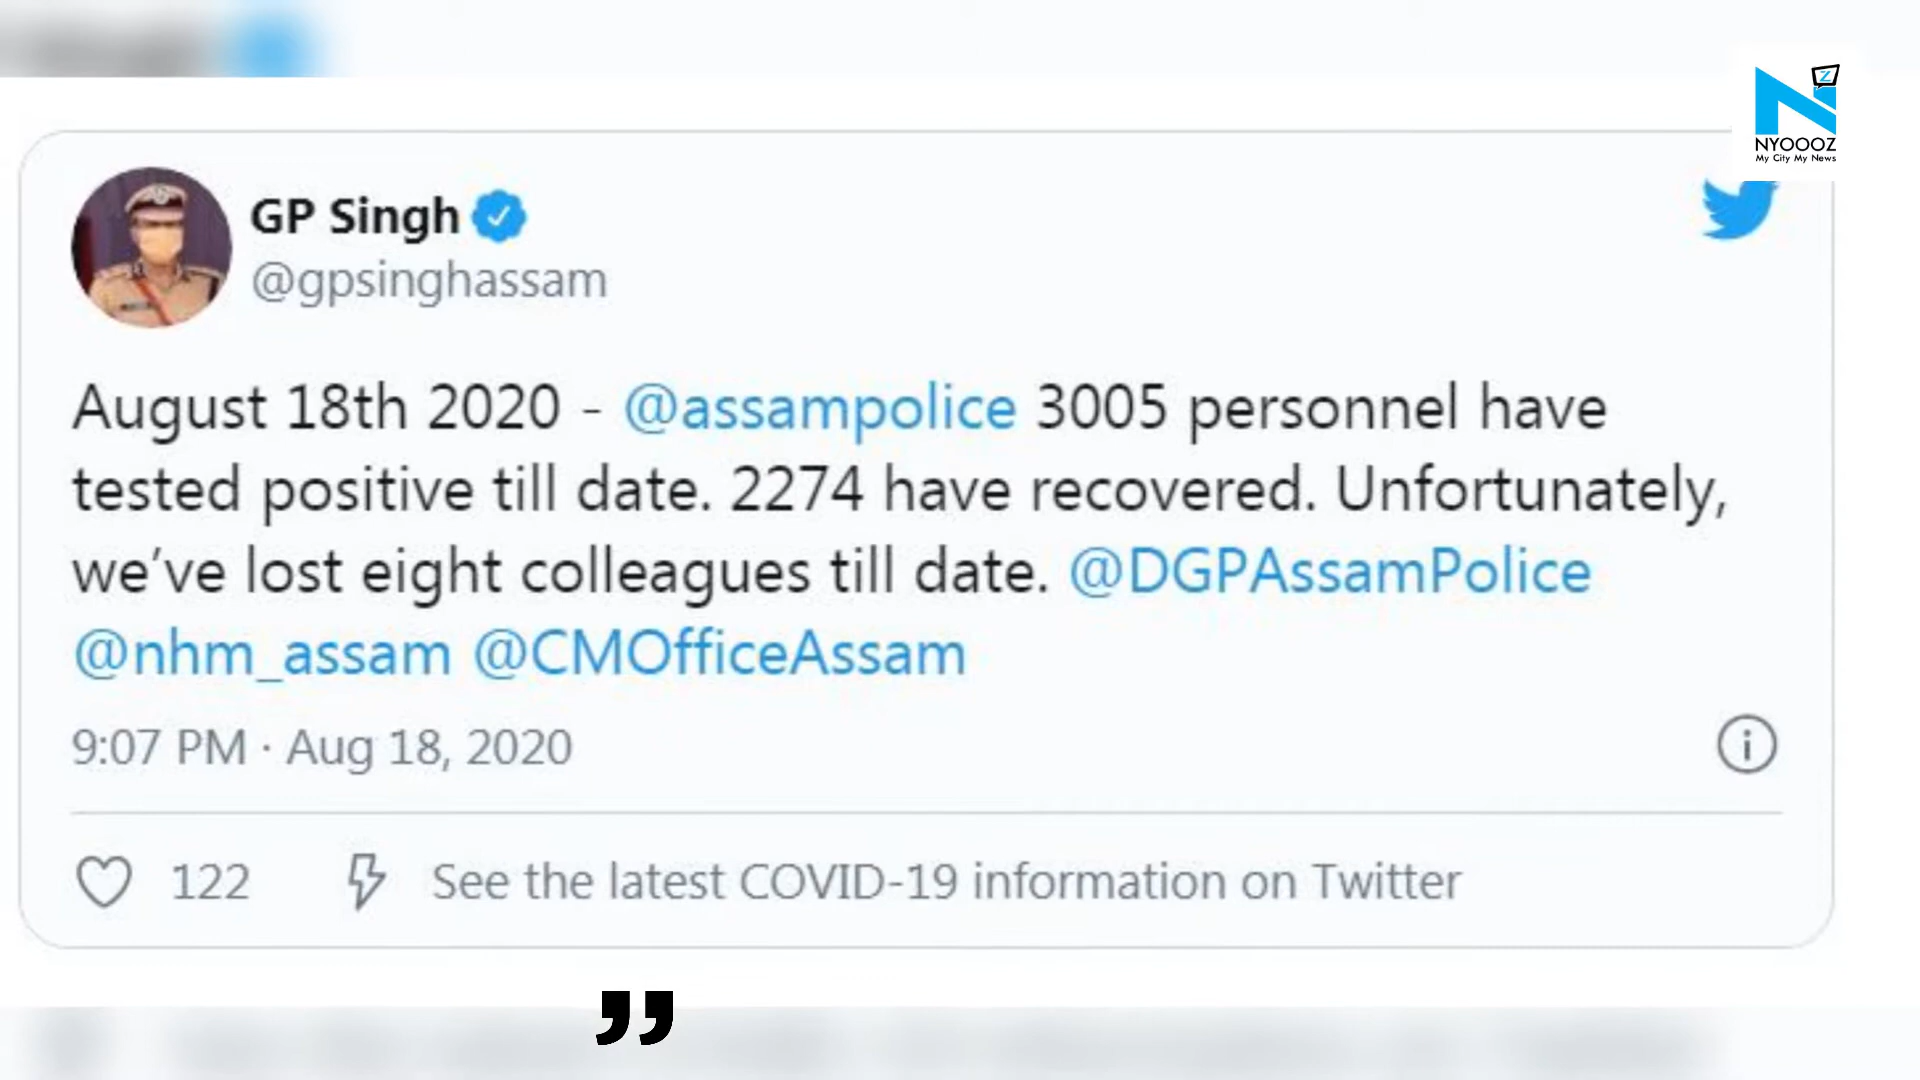 Z
NYOOOZ
My City My News
GP Singh
@gpsinghassam
August 18th 2020 - @assampolice 3005 personnel have
tested positive till date. 2274 have recovered. Unfortunately,
we’ve lost eight colleagues till date. @DGPAssamPolice
@nhm_assam @CMOfficeAssam
9:07 PM · Aug 18, 2020
122 See the latest COVID-19 information on Twitter
”